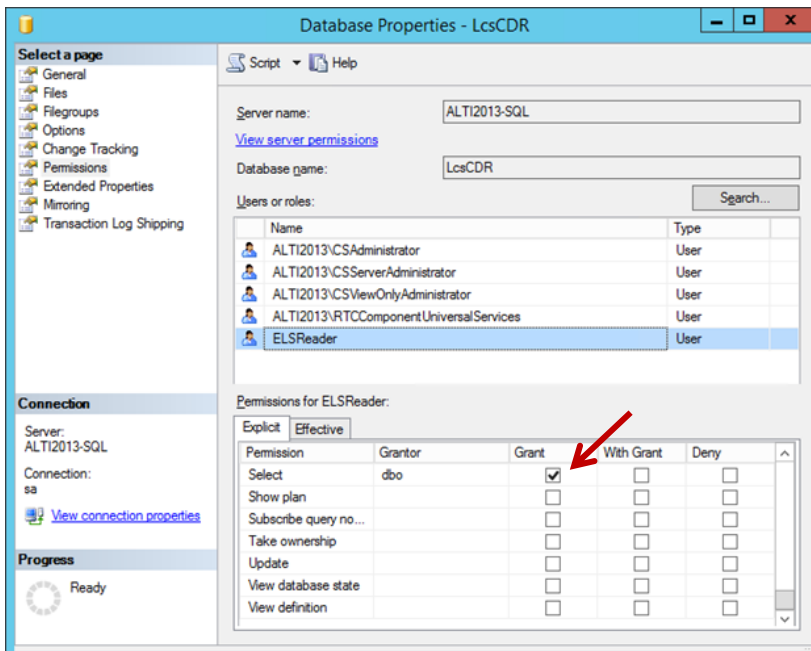 Database Properties - LcsCDR
Select a page
General
Files
Filegroups
Options
Change Tracking
Permissions
Extended Properties
Mirroring
Transaction Log Shipping
Script Help
Server name: ALTI2013-SQL
View server permissions
Database name: LcsCDR
Users or roles: Search...
Name Type
ALTI2013\CSAdministrator User
ALTI2013\CSServerAdministrator User
ALTI2013\CSViewOnlyAdministrator User
ALTI2013\RTCComponentUniversalServices User
ELSReader User
Connection
Server:
ALTI2013-SQL
Connection:
sa
View connection properties
Progress
Ready
Permissions for ELSReader:
Explicit Effective
Permission Grantor Grant With Grant Deny
Select dbo
Show plan
Subscribe query no...
Take ownership
Update
View database state
View definition